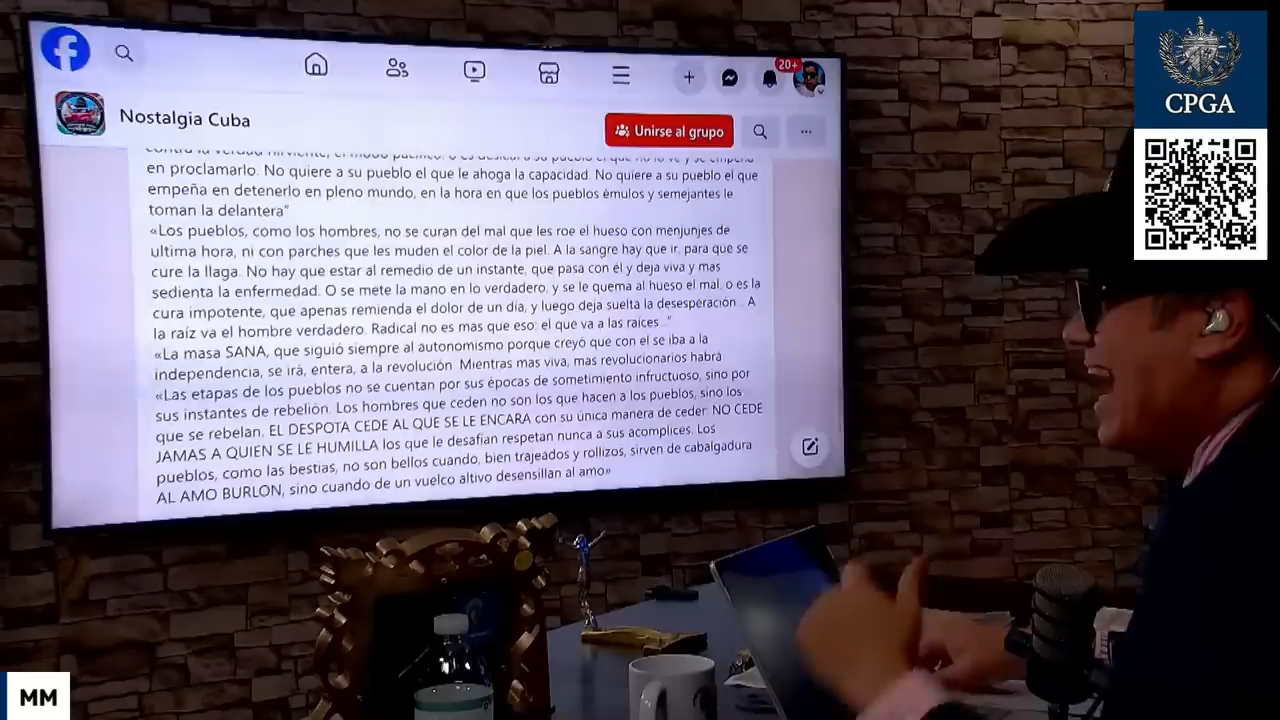 CPGA
20+
Nostalgia Cuba
Unirse al grupo
en proclamarlo. No quiere a su pueblo el que le ahoga la capacidad. No quiere a su pueblo el que
empeña en detenerlo en pleno mundo, en la hora en que los pueblos émulos y semejantes le
toman la delantera"
«Los pueblos, como los hombres, no se curan del mal que les roe el hueso con menjunjes de
ultima hora, ni con parches que les muden el color de la piel. A la sangre hay que ir, para que se
cure la llaga. No hay que estar al remedio de un instante, que pasa con él y deja viva y mas
sedienta la enfermedad. O se mete la mano en lo verdadero, y se le quema al hueso el mal, o es la
cura impotente, que apenas remienda el dolor de un dia, y luego deja suelta la desesperación... A
la raíz va el hombre verdadero. Radical no es mas que eso: el que va a las raices..."
«La masa SANA, que siguió siempre al autonomismo porque creyó que con el se iba a la
independencia, se irá, entera, a la revolución. Mientras mas viva, mas revolucionarios habrá
«Las etapas de los pueblos no se cuentan por sus épocas de sometimiento infructuoso, sino por
sus instantes de rebelión. Los hombres que ceden no son los que hacen a los pueblos, sino los
que se rebelan. EL DESPOTA CEDE AL QUE SE LE ENCARA con su única manera de ceder. NO CEDE
JAMAS A QUIEN SE LE HUMILLA los que le desafían respetan nunca a sus acomplices. Los
pueblos, como las bestias, no son bellos cuando, bien trajeados y rollizos, sirven de cabalgadura
AL AMO BURLON, sino cuando de un vuelco altivo desensillan al amo»
MM